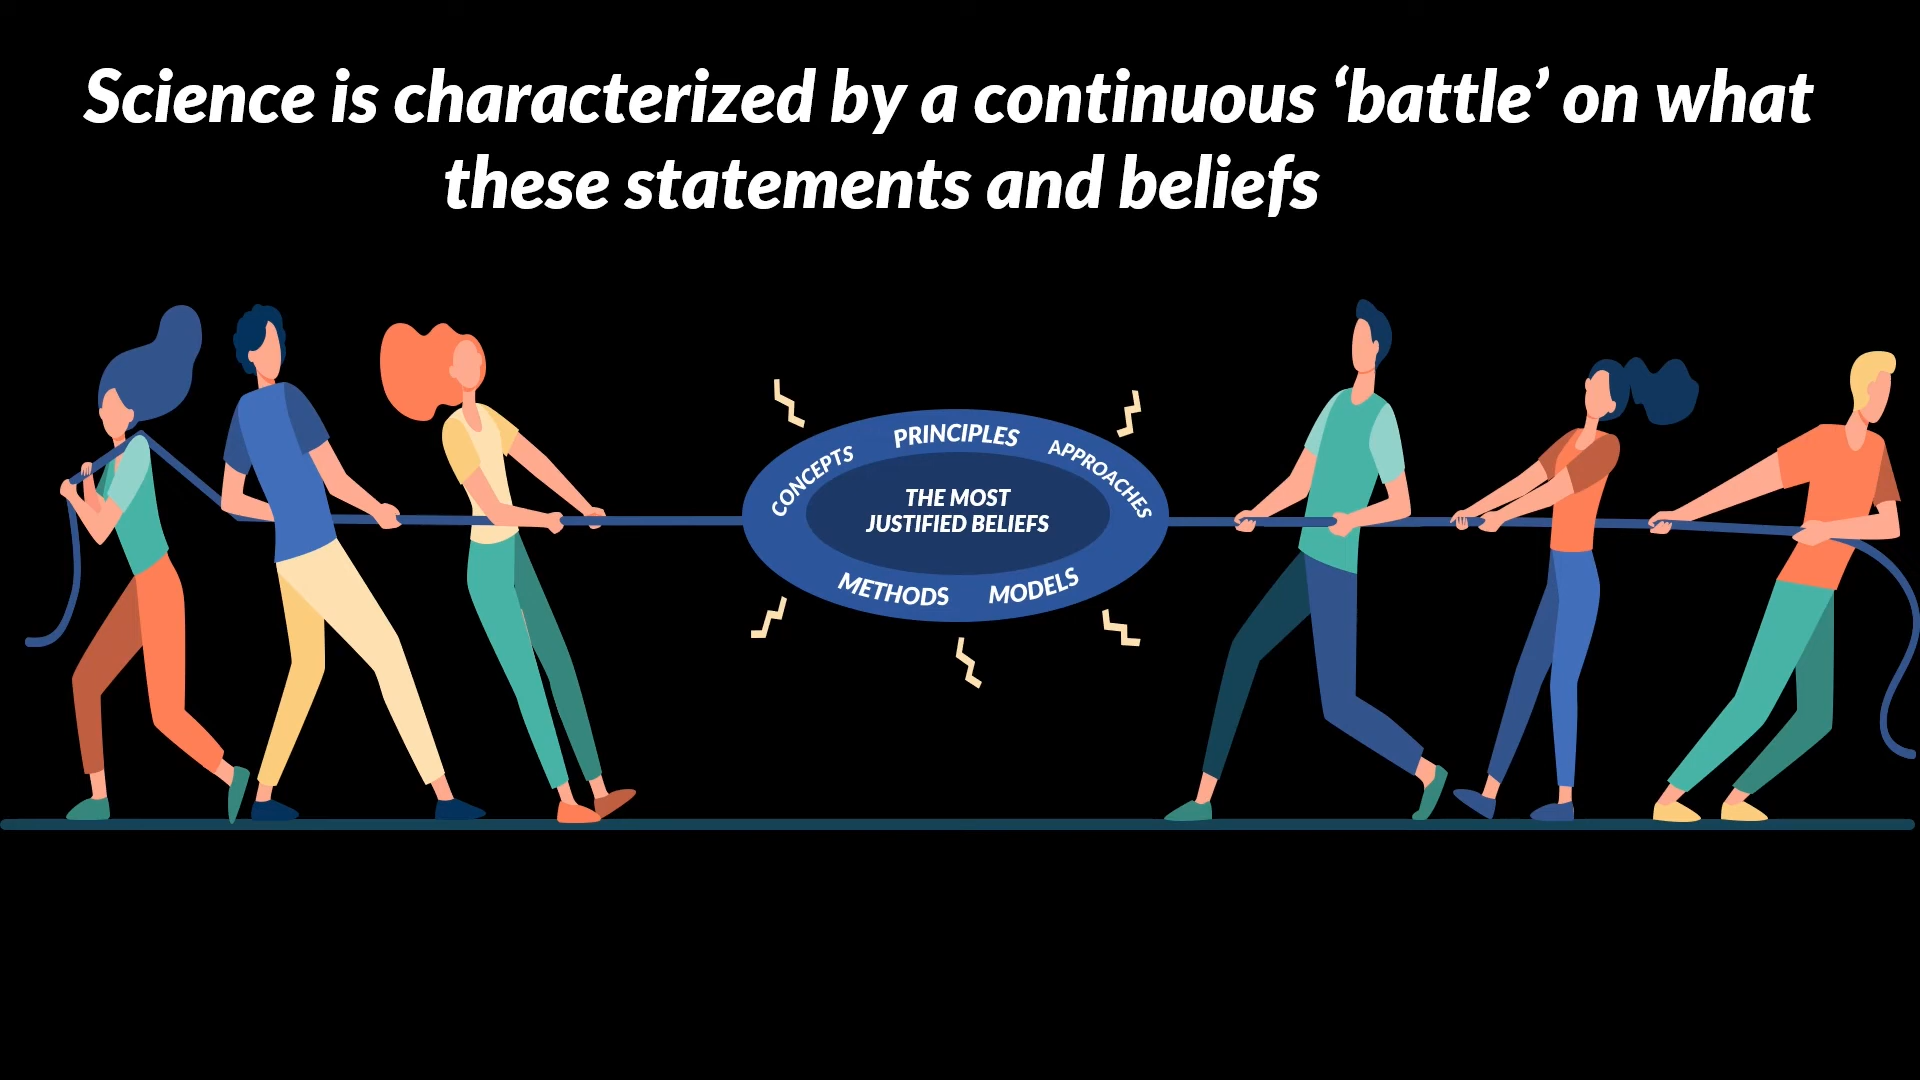 Science is characterized by a continuous ‘battle’ on what
these statements and beliefs
CONCEPTS
PRINCIPLES
APPROACHES
THE MOST
JUSTIFIED BELIEFS
METHODS
MODELS